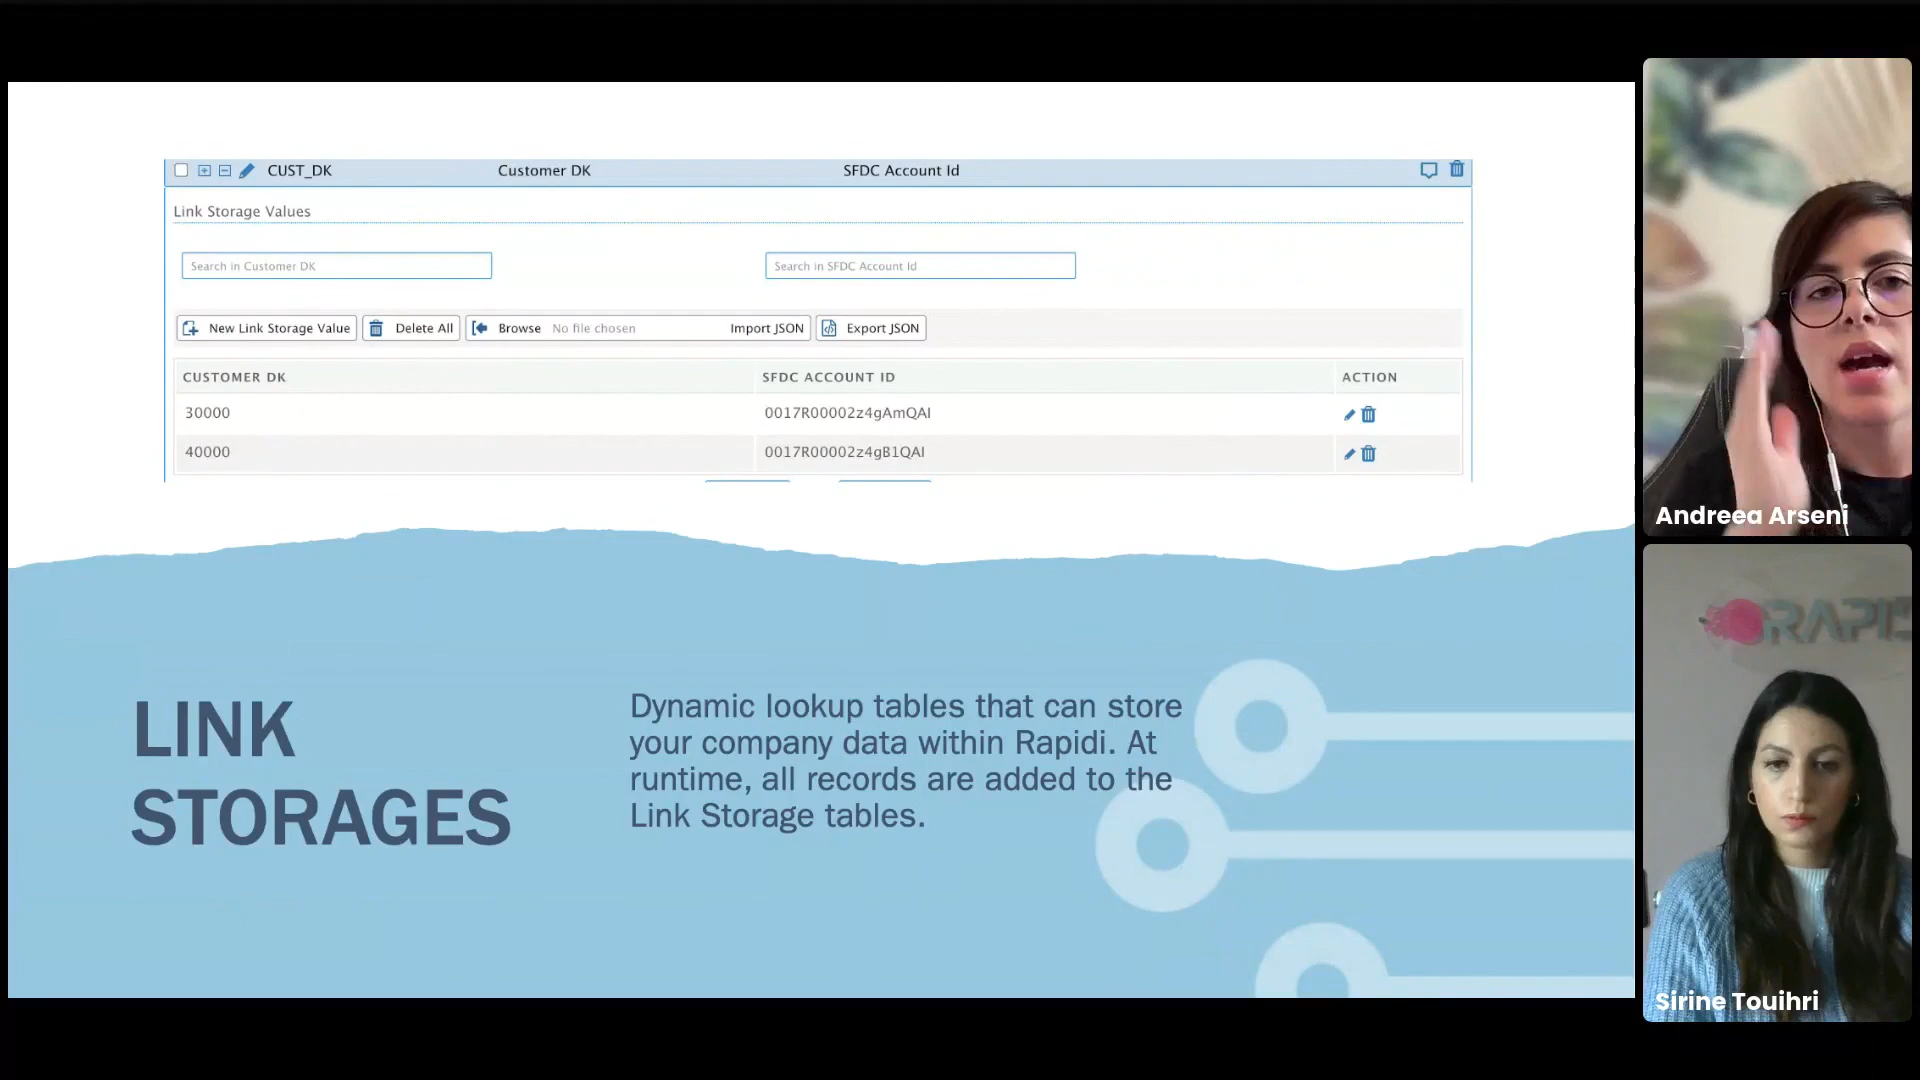 CUST_DK Customer DK SFDC Account Id
Link Storage Values
Search in Customer DK Search in SFDC Account Id
New Link Storage Value Delete All Browse No file chosen Import JSON Export JSON
CUSTOMER DK SFDC ACCOUNT ID ACTION
30000 0017R00002z4gAmQAI
40000 0017R00002z4gB1QAI
LINK
STORAGES
Dynamic lookup tables that can store
your company data within Rapidi. At
runtime, all records are added to the
Link Storage tables.
Andreea Arseni
RAPID
Sirine Touihri